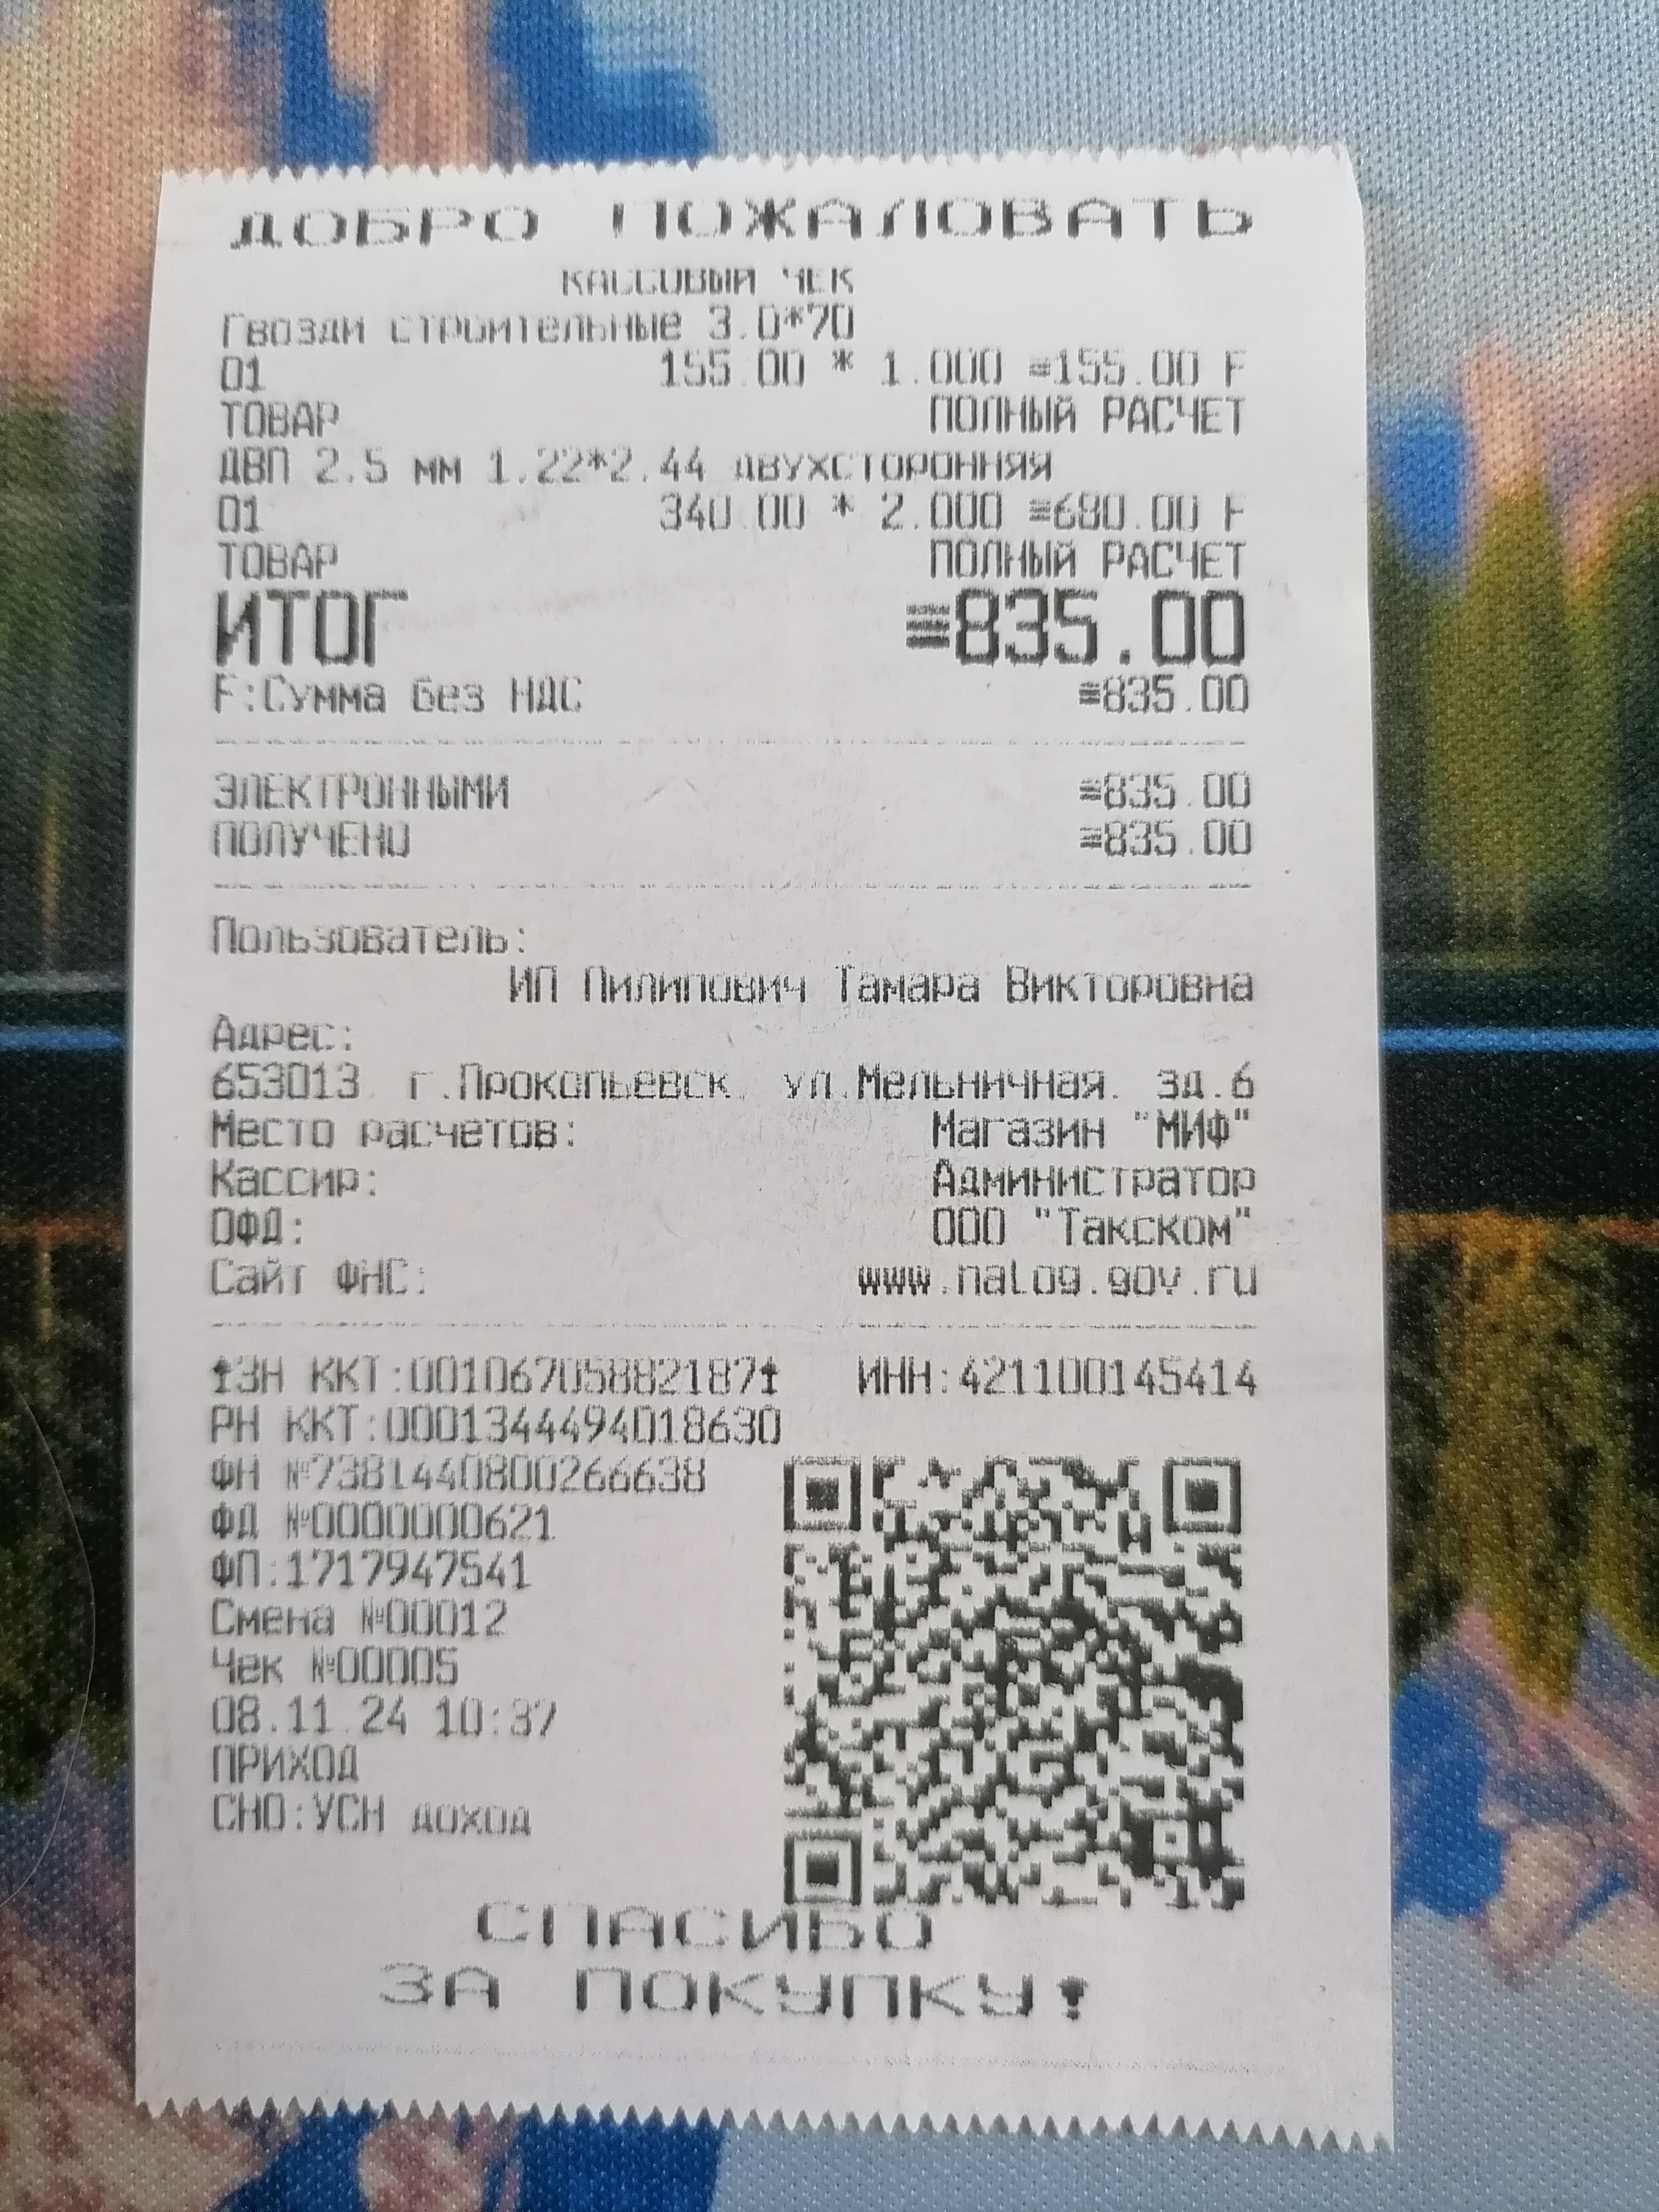 ДОБРО ПОЖАЛОВАТЬ
КАССОВЫЙ ЧЕК
Гвозди строительные 3.0*70
01 155.00 * 1.000 ≡155.00 F
ТОВАР ПОЛНЫЙ РАСЧЕТ
ДВП 2.5 мм 1.22*2.44 двухсторонняя
01 340.00 * 2.000 ≡680.00 F
ТОВАР ПОЛНЫЙ РАСЧЕТ
ИТОГ ≡835.00
F:Сумма без НДС ≡835.00
ЭЛЕКТРОННЫМИ ≡835.00
ПОЛУЧЕНО ≡835.00
Пользователь:
ИП Пилипович Тамара Викторовна
Адрес:
653013, г.Прокопьевск, ул.Мельничная, зд.6
Место расчетов: Магазин "МИФ"
Кассир: Администратор
ОФД: ООО "Такском"
Сайт ФНС: www.nalog.gov.ru
ЗН ККТ:00106705882187 ИНН:421100145414
РН ККТ:0001344494018630
ФН №7381440800266638
ФД №0000000621
ФП:1717947541
Смена №00012
Чек №00005
08.11.24 10:37
ПРИХОД
СНО:УСН доход
СПАСИБО
ЗА ПОКУПКУ!